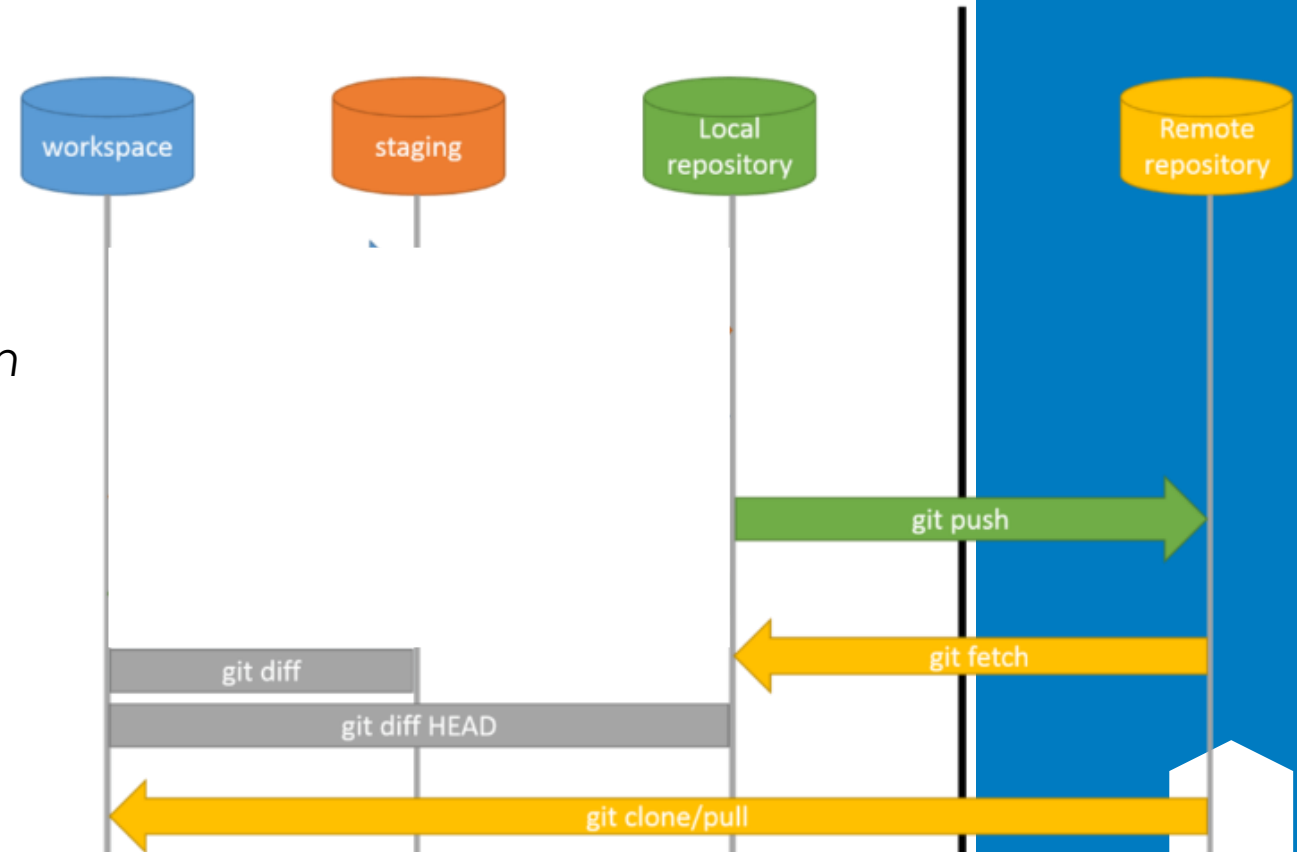 workspace
staging
Local
repository
Remote
repository
n
git push
git fetch
git diff
git diff HEAD
git clone/pull